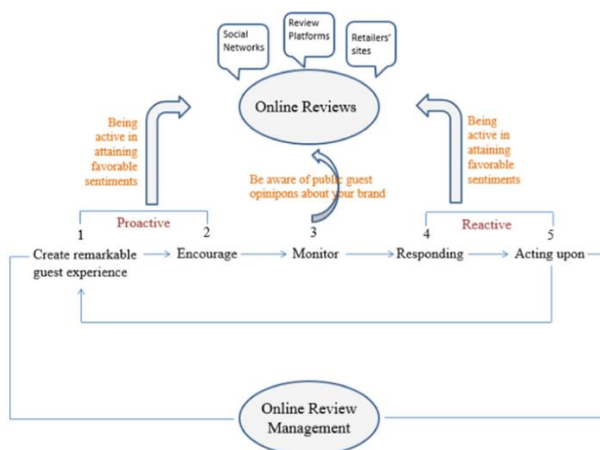 Social
Networks
Review
Platforms
Retailers'
sites
Online Reviews
Being
active in
attaining
favorable
sentiments
Be aware of public guest
opinipons about your brand
Being
active in
attaining
favorable
sentiments
Proactive
Reactive
1
2
3
4
5
Create remarkable
guest experience
Encourage
Monitor
Responding
Acting upon
Online Review
Management